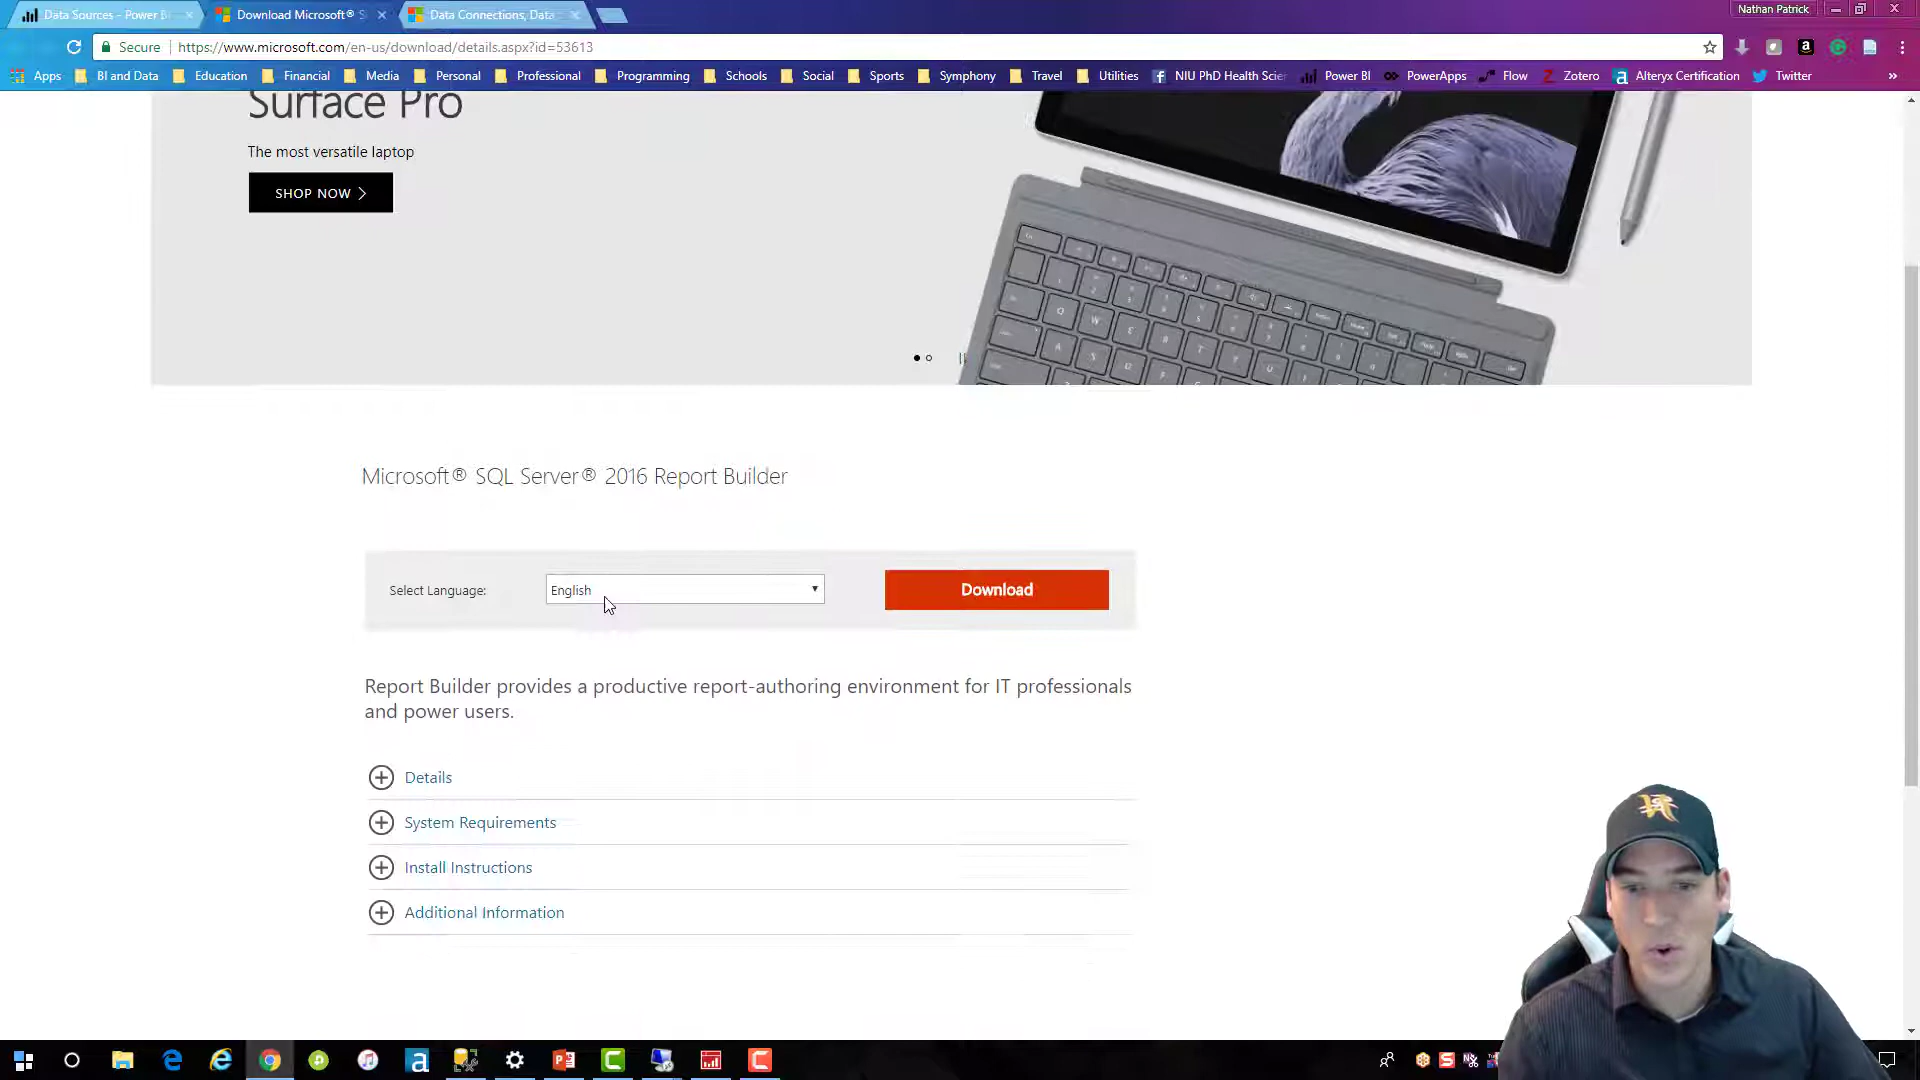 Data Sources - Power B
Download Microsoft® S
Data Connections, Data
Nathan Patrick
Secure
https://www.microsoft.com/en-us/download/details.aspx?id=53613
Apps
BI and Data
Education
Financial
Media
Personal
Professional
Programming
Schools
Social
Sports
Symphony
Travel
Utilities
NIU PhD Health Scier
Power BI
PowerApps
Flow
Zotero
Alteryx Certification
Twitter
»
Surface Pro
The most versatile laptop
SHOP NOW
Microsoft® SQL Server® 2016 Report Builder
Select Language:
English
Download
Report Builder provides a productive report-authoring environment for IT professionals
and power users.
Details
System Requirements
Install Instructions
Additional Information